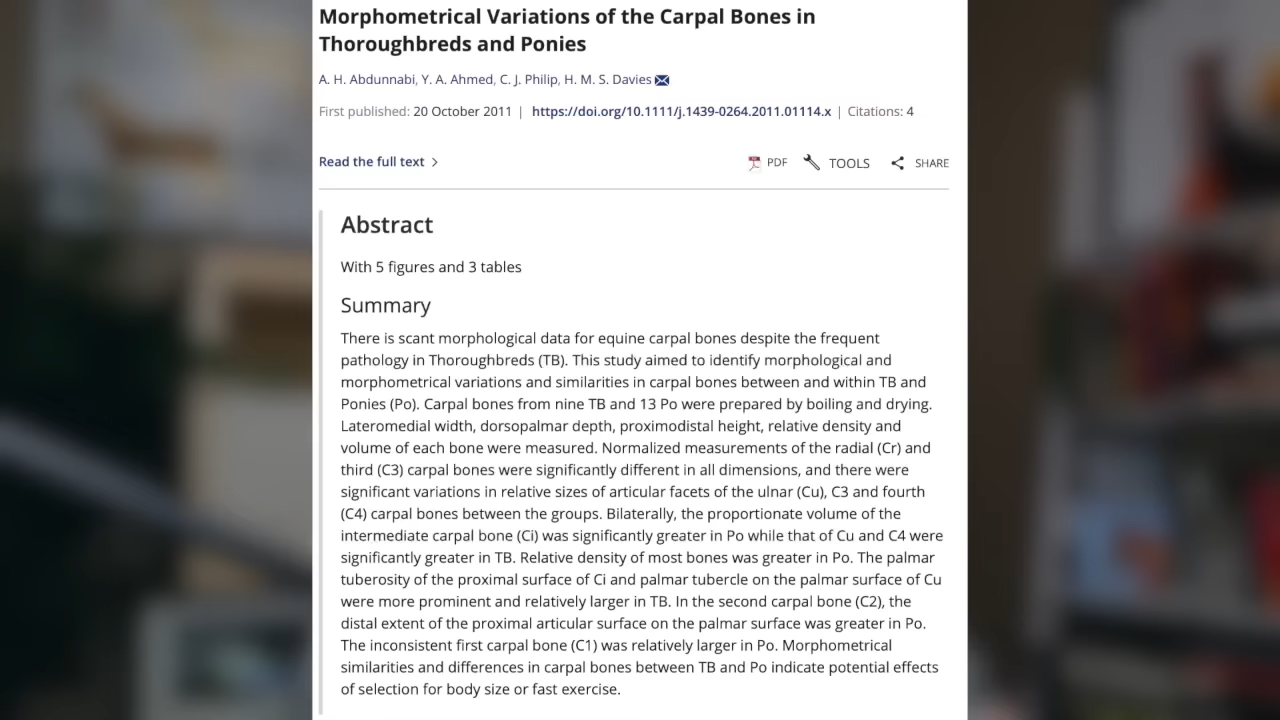 Morphometrical Variations of the Carpal Bones in
Thoroughbreds and Ponies
A. H. Abdunnabi, Y. A. Ahmed, C. J. Philip, H. M. S. Davies
First published: 20 October 2011 | https://doi.org/10.1111/j.1439-0264.2011.01114.x | Citations: 4
Read the full text > PDF TOOLS SHARE
Abstract
With 5 figures and 3 tables
Summary
There is scant morphological data for equine carpal bones despite the frequent
pathology in Thoroughbreds (TB). This study aimed to identify morphological and
morphometrical variations and similarities in carpal bones between and within TB and
Ponies (Po). Carpal bones from nine TB and 13 Po were prepared by boiling and drying.
Lateromedial width, dorsopalmar depth, proximodistal height, relative density and
volume of each bone were measured. Normalized measurements of the radial (Cr) and
third (C3) carpal bones were significantly different in all dimensions, and there were
significant variations in relative sizes of articular facets of the ulnar (Cu), C3 and fourth
(C4) carpal bones between the groups. Bilaterally, the proportionate volume of the
intermediate carpal bone (Ci) was significantly greater in Po while that of Cu and C4 were
significantly greater in TB. Relative density of most bones was greater in Po. The palmar
tuberosity of the proximal surface of Ci and palmar tubercle on the palmar surface of Cu
were more prominent and relatively larger in TB. In the second carpal bone (C2), the
distal extent of the proximal articular surface on the palmar surface was greater in Po.
The inconsistent first carpal bone (C1) was relatively larger in Po. Morphometrical
similarities and differences in carpal bones between TB and Po indicate potential effects
of selection for body size or fast exercise.